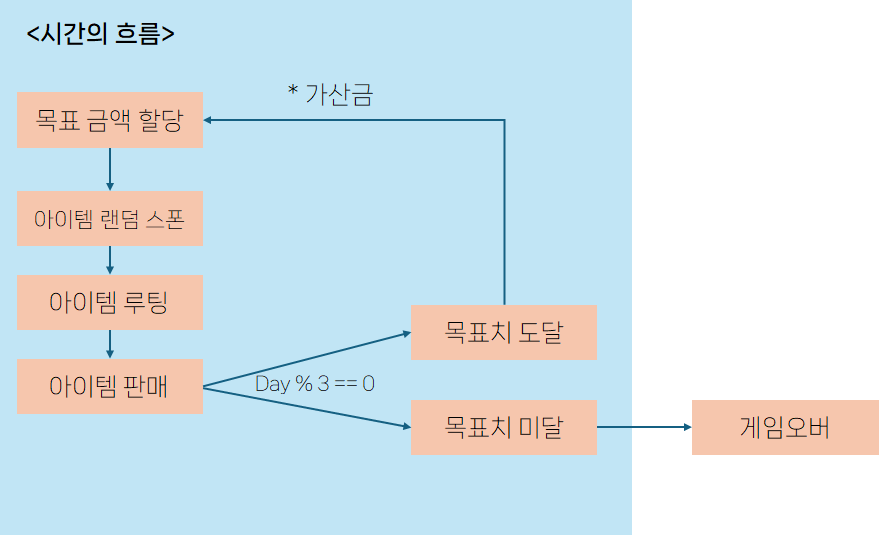 <시간의 흐름>
* 가산금
목표 금액 할당
아이템 랜덤 스폰
아이템 루팅
아이템 판매
Day % 3 == 0
목표치 도달
목표치 미달
게임오버